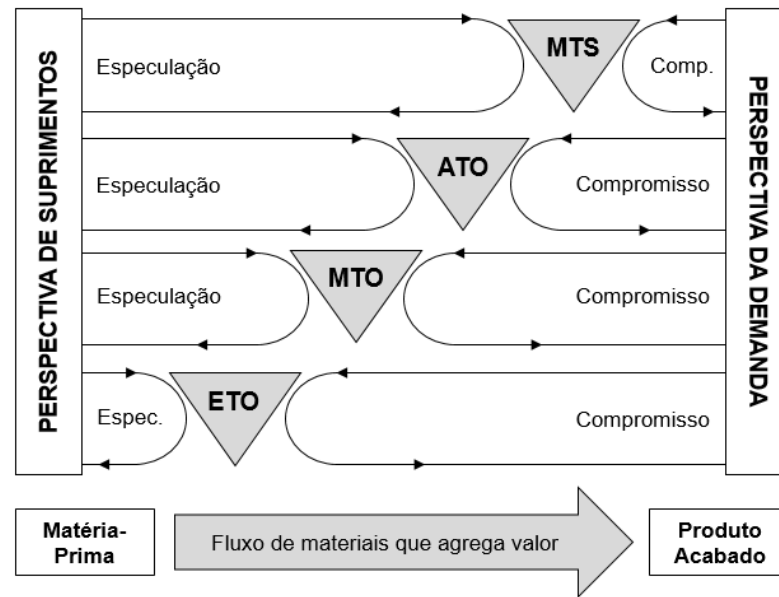 PERSPECTIVA DE SUPRIMENTOS
MTS
Especulação
Comp.
ATO
Especulação
Compromisso
MTO
Especulação
Compromisso
ETO
Espec.
Compromisso
PERSPECTIVA DA DEMANDA
Matéria-
Prima
Fluxo de materiais que agrega valor
Produto
Acabado